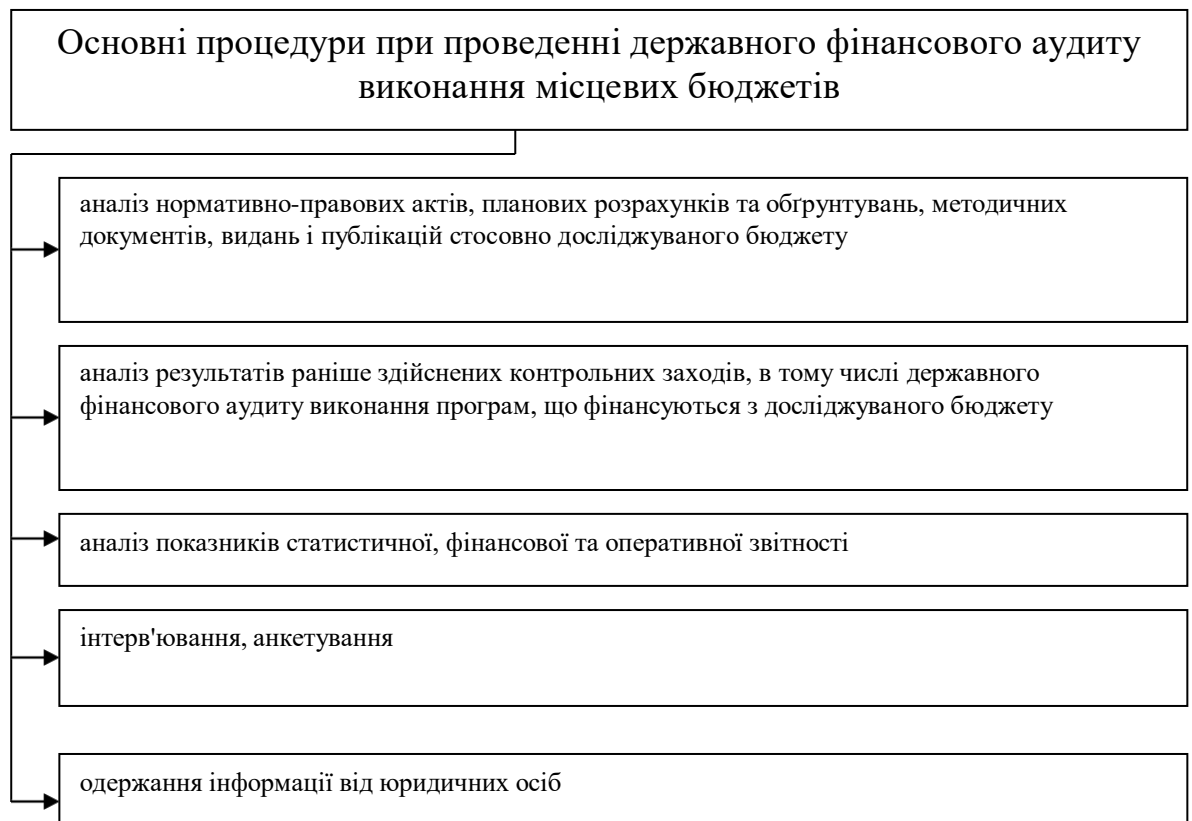 Основні процедури при проведенні державного фінансового аудиту
виконання місцевих бюджетів
аналіз нормативно-правових актів, планових розрахунків та обґрунтувань, методичних
документів, видань і публікацій стосовно досліджуваного бюджету
аналіз результатів раніше здійснених контрольних заходів, в тому числі державного
фінансового аудиту виконання програм, що фінансуються з досліджуваного бюджету
аналіз показників статистичної, фінансової та оперативної звітності
інтерв'ювання, анкетування
одержання інформації від юридичних осіб